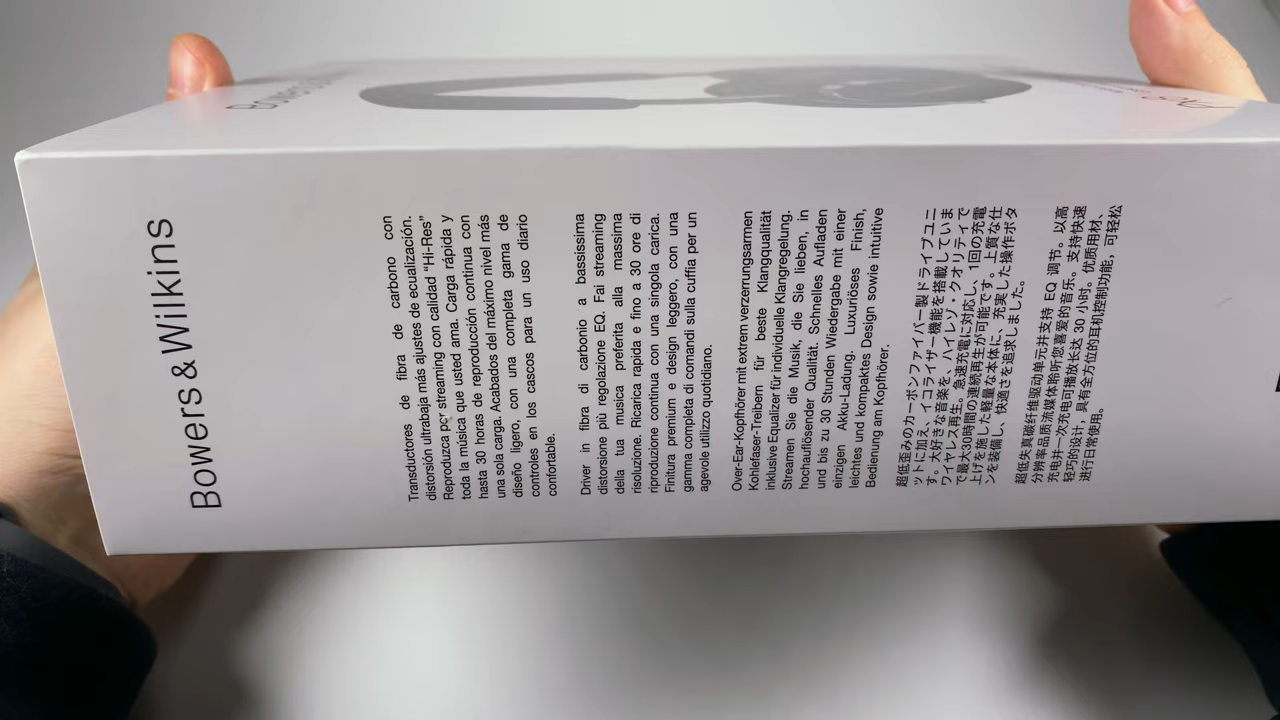 Bowers & Wilkins
Transductores de fibra de carbono con
distorsión ultrabaja más ajustes de ecualización.
Reproduzca por streaming con calidad “Hi-Res”
toda la música que usted ama. Carga rápida y
hasta 30 horas de reproducción continua con
una sola carga. Acabados del máximo nivel más
diseño ligero, con una completa gama de
controles en los cascos para un uso diario
confortable.
Driver in fibra di carbonio a bassissima
distorsione più regolazione EQ. Fai streaming
della tua musica preferita alla massima
risoluzione. Ricarica rapida e fino a 30 ore di
riproduzione continua con una singola carica.
Finitura premium e design leggero, con una
gamma completa di comandi sulla cuffia per un
agevole utilizzo quotidiano.
Over-Ear-Kopfhörer mit extrem verzerrungsarmen
Kolefaser-Treibern für beste Klangqualität
inklusive Equalizer für individuelle Klangregelung.
Streamen Sie die Musik, die Sie lieben, in
hochauflösender Qualität. Schnelles Aufladen
und bis zu 30 Stunden Wiedergabe mit einer
einzigen Akku-Ladung. Luxuriöses Finish,
leichtes und kompaktes Design sowie intuitive
Bedienung am Kopfhörer.
超低歪みのカーボンファイバー製ドライブユニ
ットに加え、イコライザー機能を搭載していま
す。大好きな音楽を、ハイレゾ・クオリティで
ワイヤレス再生。急速充電に対応し、1回の充電
で最大30時間の連続再生が可能です。上質な仕
上げを施した軽量な本体に、充実した操作ボタ
ンを装備し、快適さを追求しました。
超低失真碳纤维驱动单元并支持 EQ 调节。以高
分辨率品质流媒体聆听您喜爱的音乐。支持快速
充电并一次充电可播放长达 30 小时。优质用材、
轻巧的设计，具有全方位的耳机控制功能，可轻松
进行日常使用。